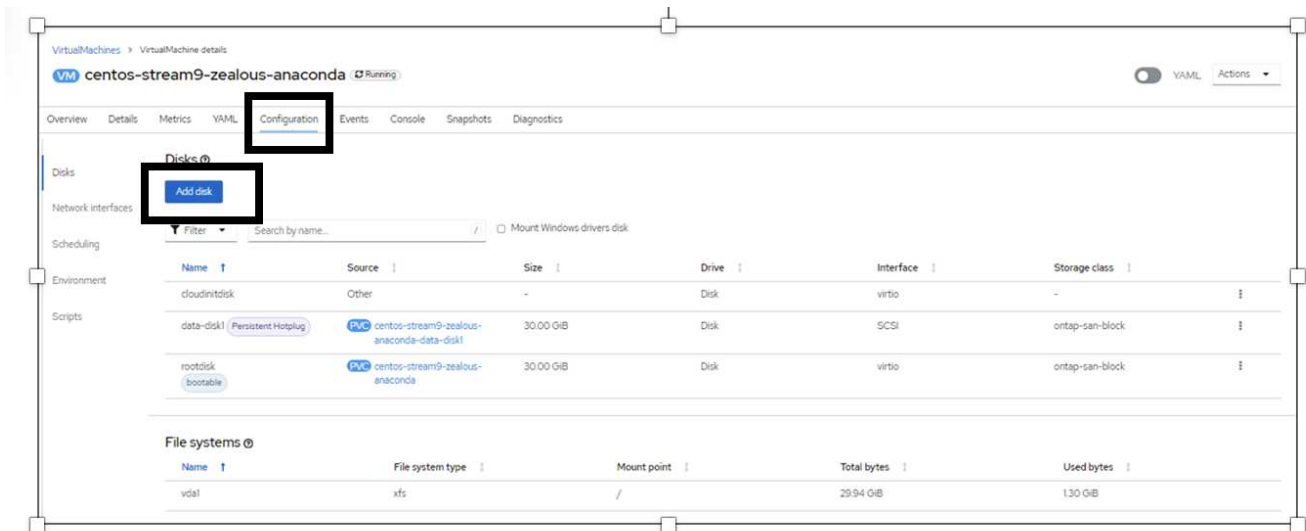 VirtualMachines > VirtualMachine details
VM centos-stream9-zealous-anaconda Running
YAML Actions
Overview Details Metrics YAML Configuration Events Console Snapshots Diagnostics
Disks
Network interfaces
Scheduling
Environment
Scripts
Disks
Add disk
Filter Search by name... / Mount Windows drivers disk
Name Source Size Drive Interface Storage class
cloudinitdisk Other - Disk virtio -
data-disk1 Persistent Hotplug PVC centos-stream9-zealous- 30.00 GiB Disk SCSI ontap-san-block
anaconda-data-disk1
rootdisk PVC centos-stream9-zealous- 30.00 GiB Disk virtio ontap-san-block
bootable anaconda
File systems
Name File system type Mount point Total bytes Used bytes
vda1 xfs / 29.94 GiB 1.30 GiB